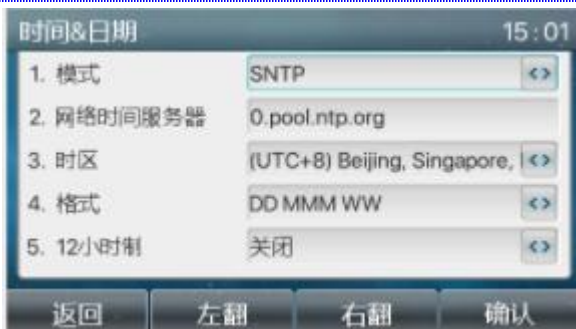 时间&日期 15:01
1. 模式 SNTP
2. 网络时间服务器 0.pool.ntp.org
3. 时区 (UTC+8) Beijing, Singapore,
4. 格式 DD MMM WW
5. 12小时制 关闭
返回 左翻 右翻 确认